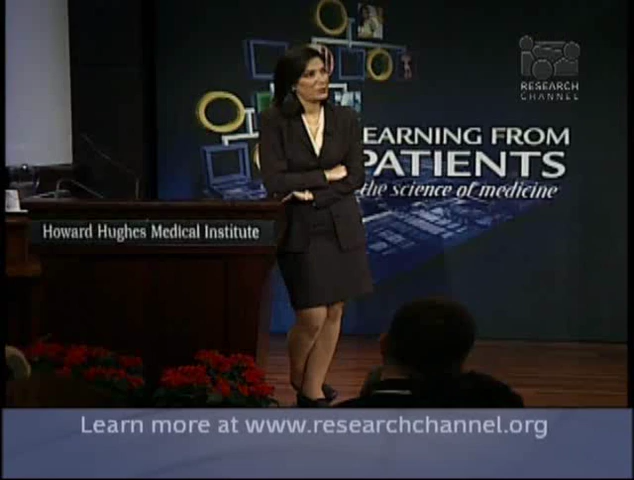 RESEARCH
CHANNEL
EARNING FROM
PATIENTS
the science of medicine
Howard Hughes Medical Institute
Learn more at www.researchchannel.org